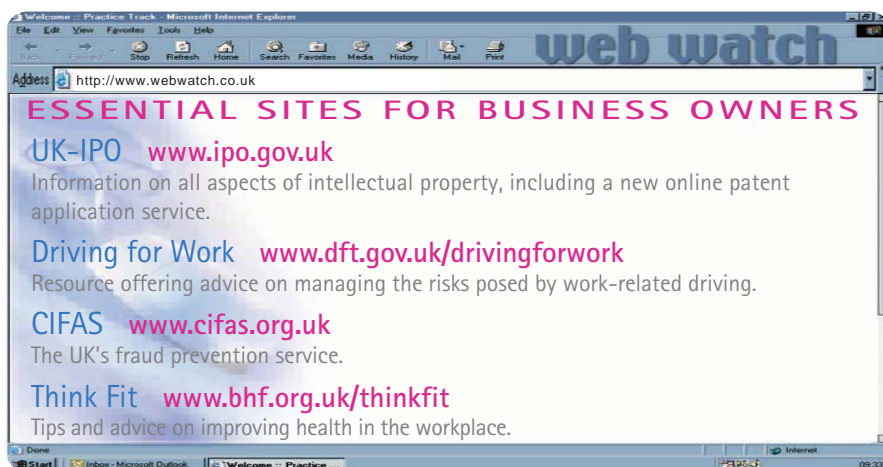 Welcome :: Practice Track - Microsoft Internet Explorer
File Edit View Favorites Tools Help
Back Forward Stop Refresh Home Search Favorites Media History Mail Print
web watch
Address http://www.webwatch.co.uk
ESSENTIAL SITES FOR BUSINESS OWNERS
UK-IPO www.ipo.gov.uk
Information on all aspects of intellectual property, including a new online patent
application service.
Driving for Work www.dft.gov.uk/drivingforwork
Resource offering advice on managing the risks posed by work-related driving.
CIFAS www.cifas.org.uk
The UK's fraud prevention service.
Think Fit www.bhf.org.uk/thinkfit
Tips and advice on improving health in the workplace.
Done Internet
Start Inbox - Microsoft Outlook Welcome :: Practice ... 09:33